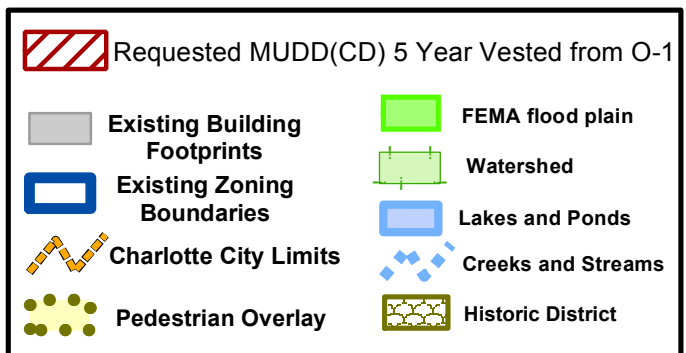 Requested MUDD(CD) 5 Year Vested from O-1
Existing Building
Footprints
Existing Zoning
Boundaries
Charlotte City Limits
Pedestrian Overlay
FEMA flood plain
Watershed
Lakes and Ponds
Creeks and Streams
Historic District